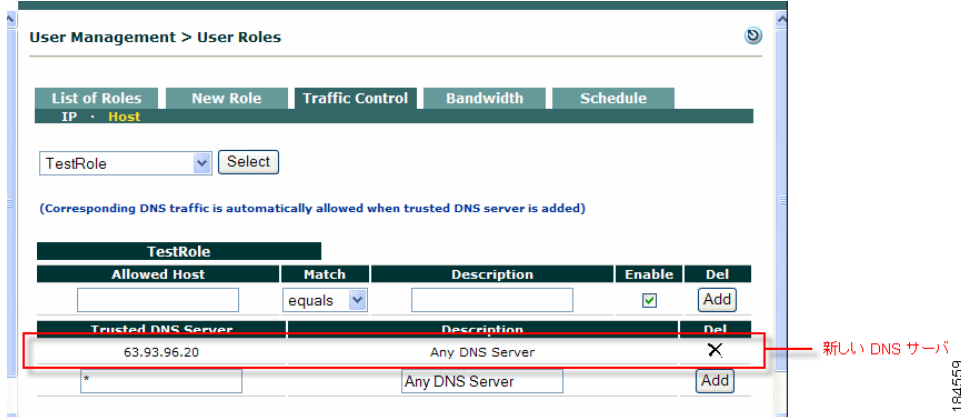 User Management > User Roles
List of Roles New Role Traffic Control Bandwidth Schedule
IP · Host
TestRole Select
(Corresponding DNS traffic is automatically allowed when trusted DNS server is added)
TestRole
Allowed Host Match Description Enable Del
equals Add
Trusted DNS Server Description Del
63.93.96.20 Any DNS Server
新しい DNS サーバ
* Any DNS Server Add
184559